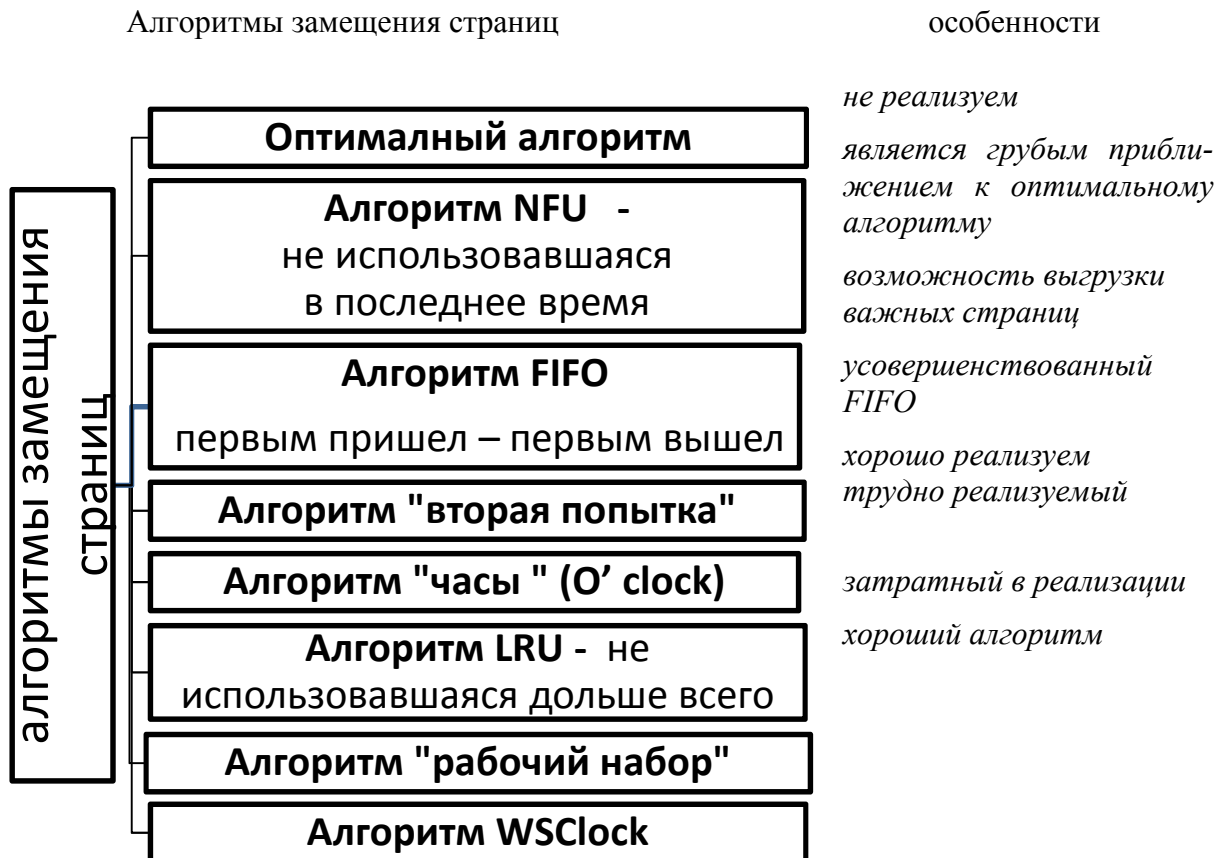 Алгоритмы замещения страниц
особенности
алгоритмы замещения
страниц
Оптималный алгоритм
Алгоритм NFU -
не использовавшаяся
в последнее время
Алгоритм FIFO
первым пришел – первым вышел
Алгоритм "вторая попытка"
Алгоритм "часы " (O’ clock)
Алгоритм LRU - не
использовавшаяся дольше всего
Алгоритм "рабочий набор"
Алгоритм WSClock
не реализуем
является грубым прибли-
жением к оптимальному
алгоритму
возможность выгрузки
важных страниц
усовершенствованный
FIFO
хорошо реализуем
трудно реализуемый
затратный в реализации
хороший алгоритм